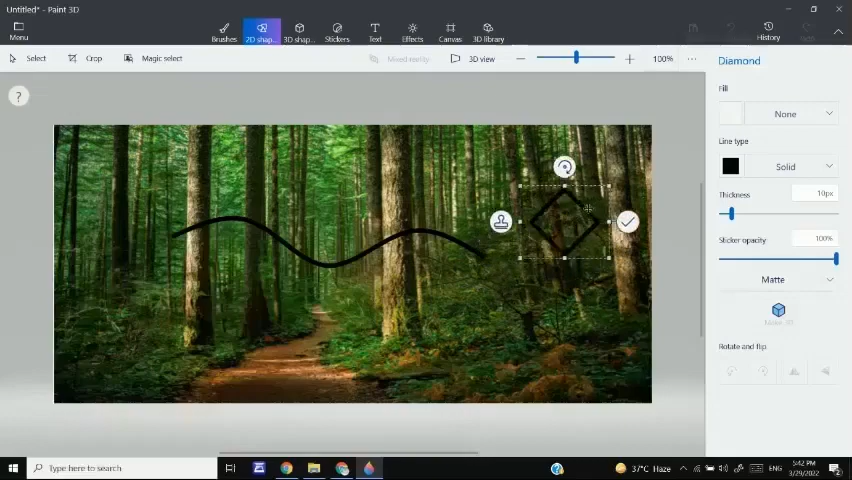 Untitled* - Paint 3D
Menu
Brushes
2D shap...
3D shap...
Stickers
Text
Effects
Canvas
3D library
History
Select
Crop
Magic select
Mixed reality
3D view
100%
Diamond
?
Fill
None
Line type
Solid
Thickness
10px
Sticker opacity
100%
Matte
Make 3D
Rotate and flip
Type here to search
37°C Haze
ENG
5:42 PM
3/29/2022